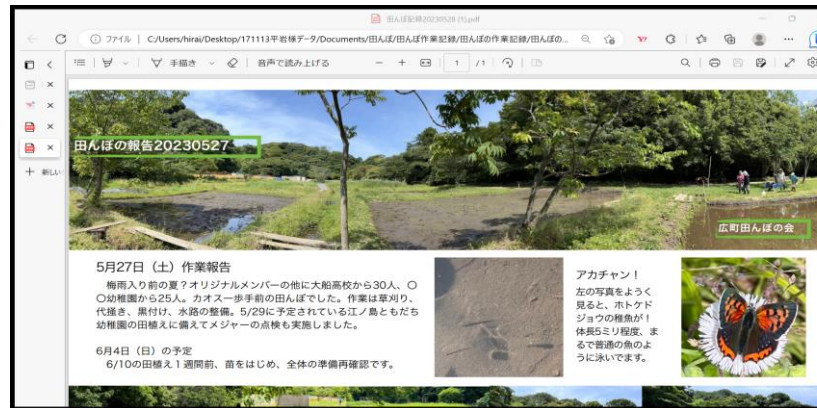 田んぼ記録20230528 (1).pdf
ファイル | C:/Users/hirai/Desktop/171113平岩様データ/Documents/田んぼ/田んぼ作業記録/田んぼの作業記録/田んぼの...
手描き
音声で読み上げる
1 /1
新しい
田んぼの報告20230527
広町田んぼの会
5月27日（土）作業報告
梅雨入り前の夏？オリジナルメンバーの他に大船高校から30人、〇
〇幼稚園から25人。カオス一歩手前の田んぼでした。作業は草刈り、
代掻き、黒付け、水路の整備。5/29に予定されている江ノ島ともだち
幼稚園の田植えに備えてメジャーの点検も実施しました。
6月4日（日）の予定
6/10の田植え１週間前、苗をはじめ、全体の準備再確認です。
アカチャン！
左の写真をようく
見ると、ホトケド
ジョウの稚魚が！
体長5ミリ程度、ま
るで普通の魚のよ
うに泳いでます。